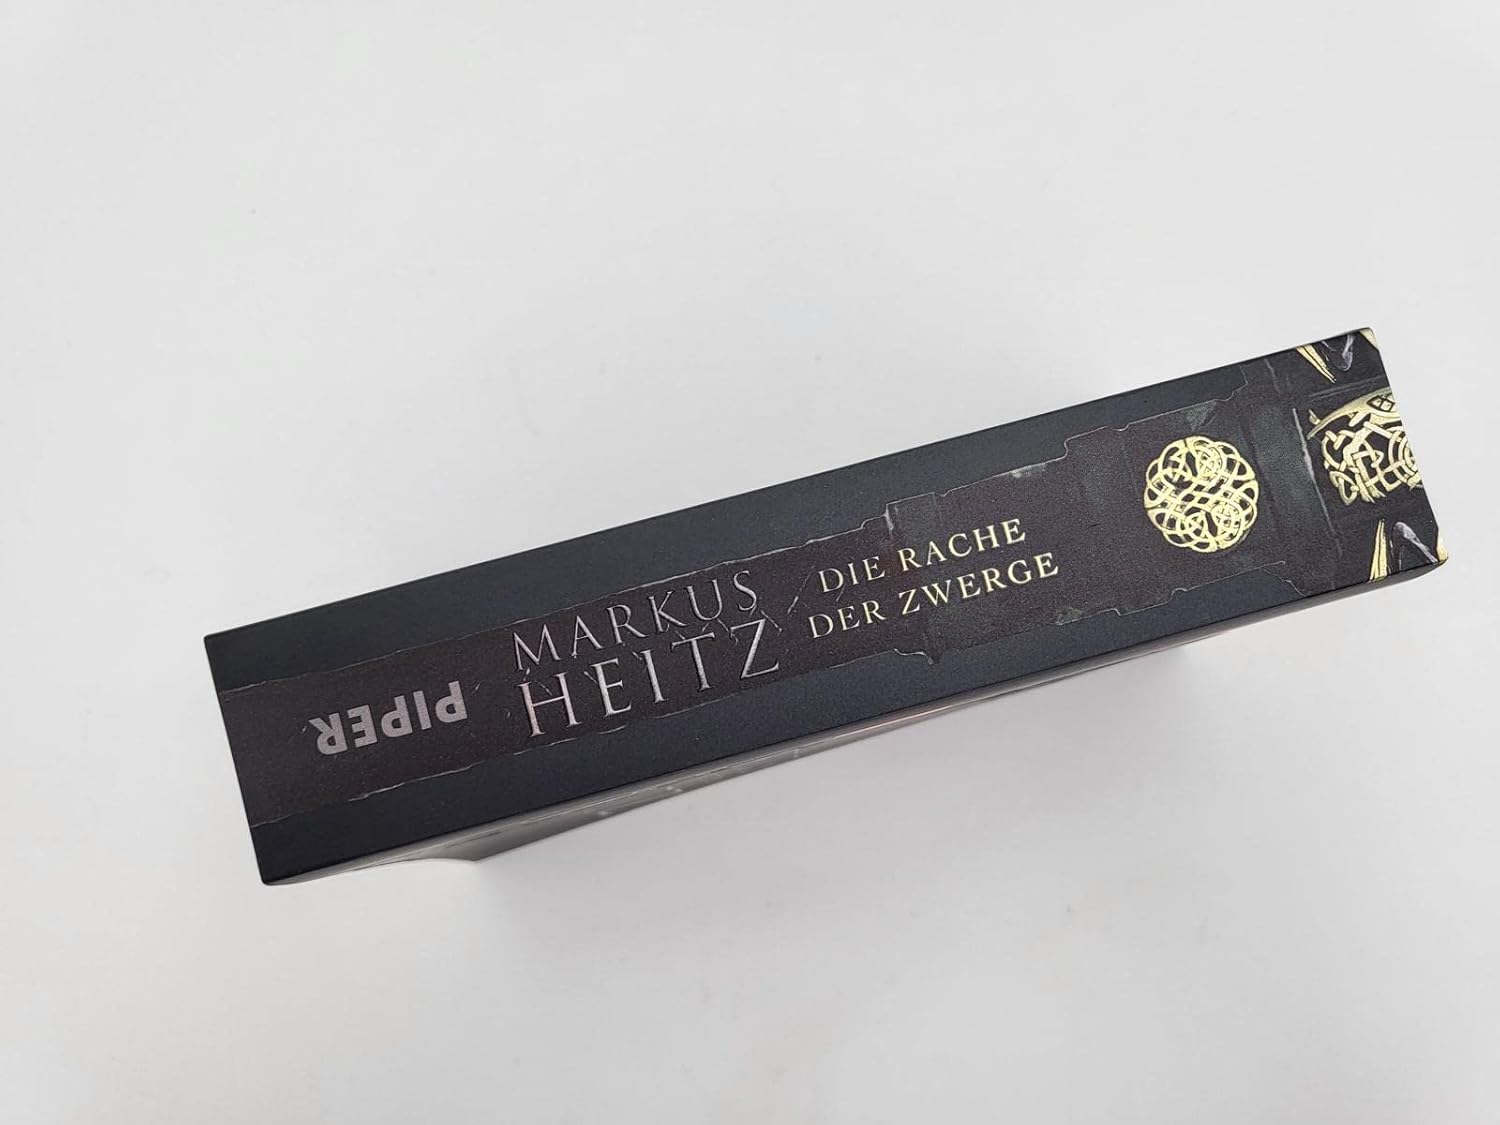 MARKUS
HEITZ
DIE RACHE
DER ZWERGE
PIPER